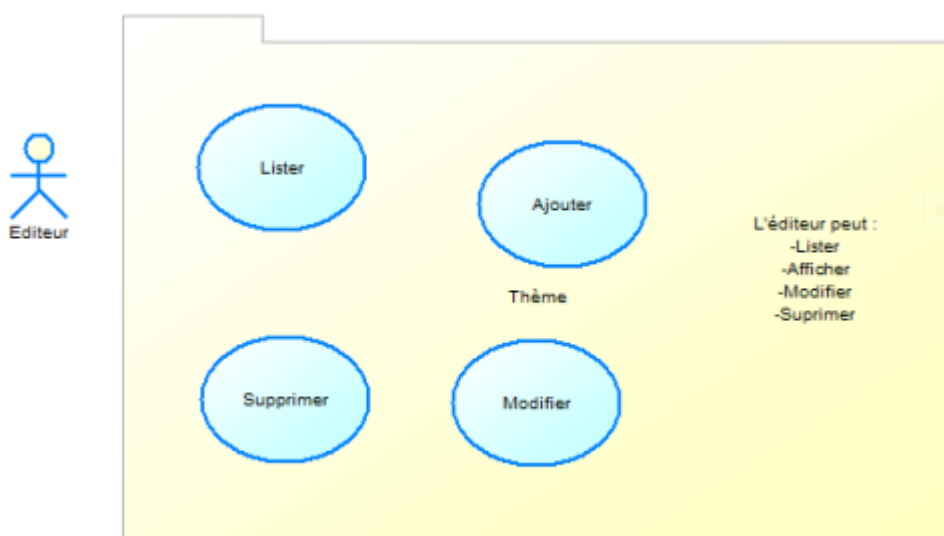 Lister
Ajouter
Editeur
L'éditeur peut :
-Lister
-Afficher
-Modifier
-Suprimer
Thème
Supprimer
Modifier